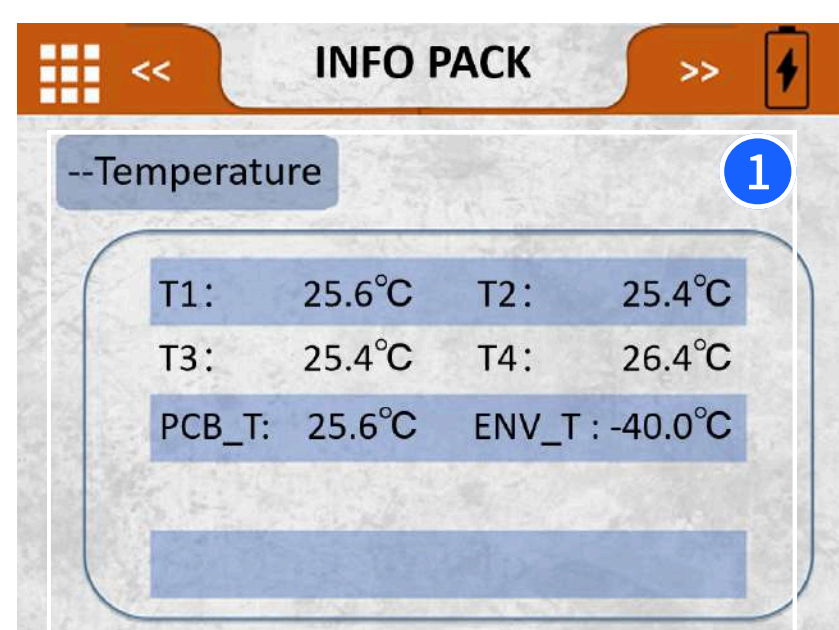 << INFO PACK >>
--Temperature 1
T1: 25.6℃ T2: 25.4℃
T3: 25.4℃ T4: 26.4℃
PCB_T: 25.6℃ ENV_T : -40.0℃